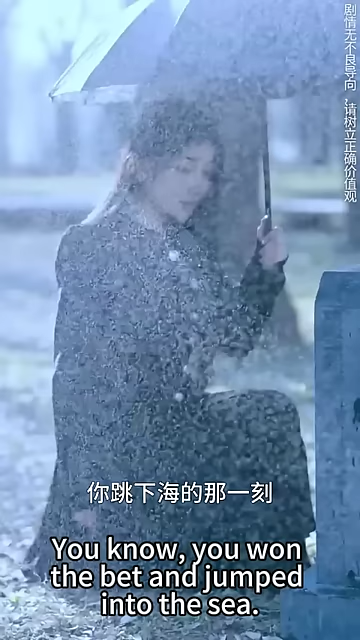 剧情无不良导向,请树立正确价值观
你跳下海的那一刻
You know, you won
the bet and jumped
into the sea.